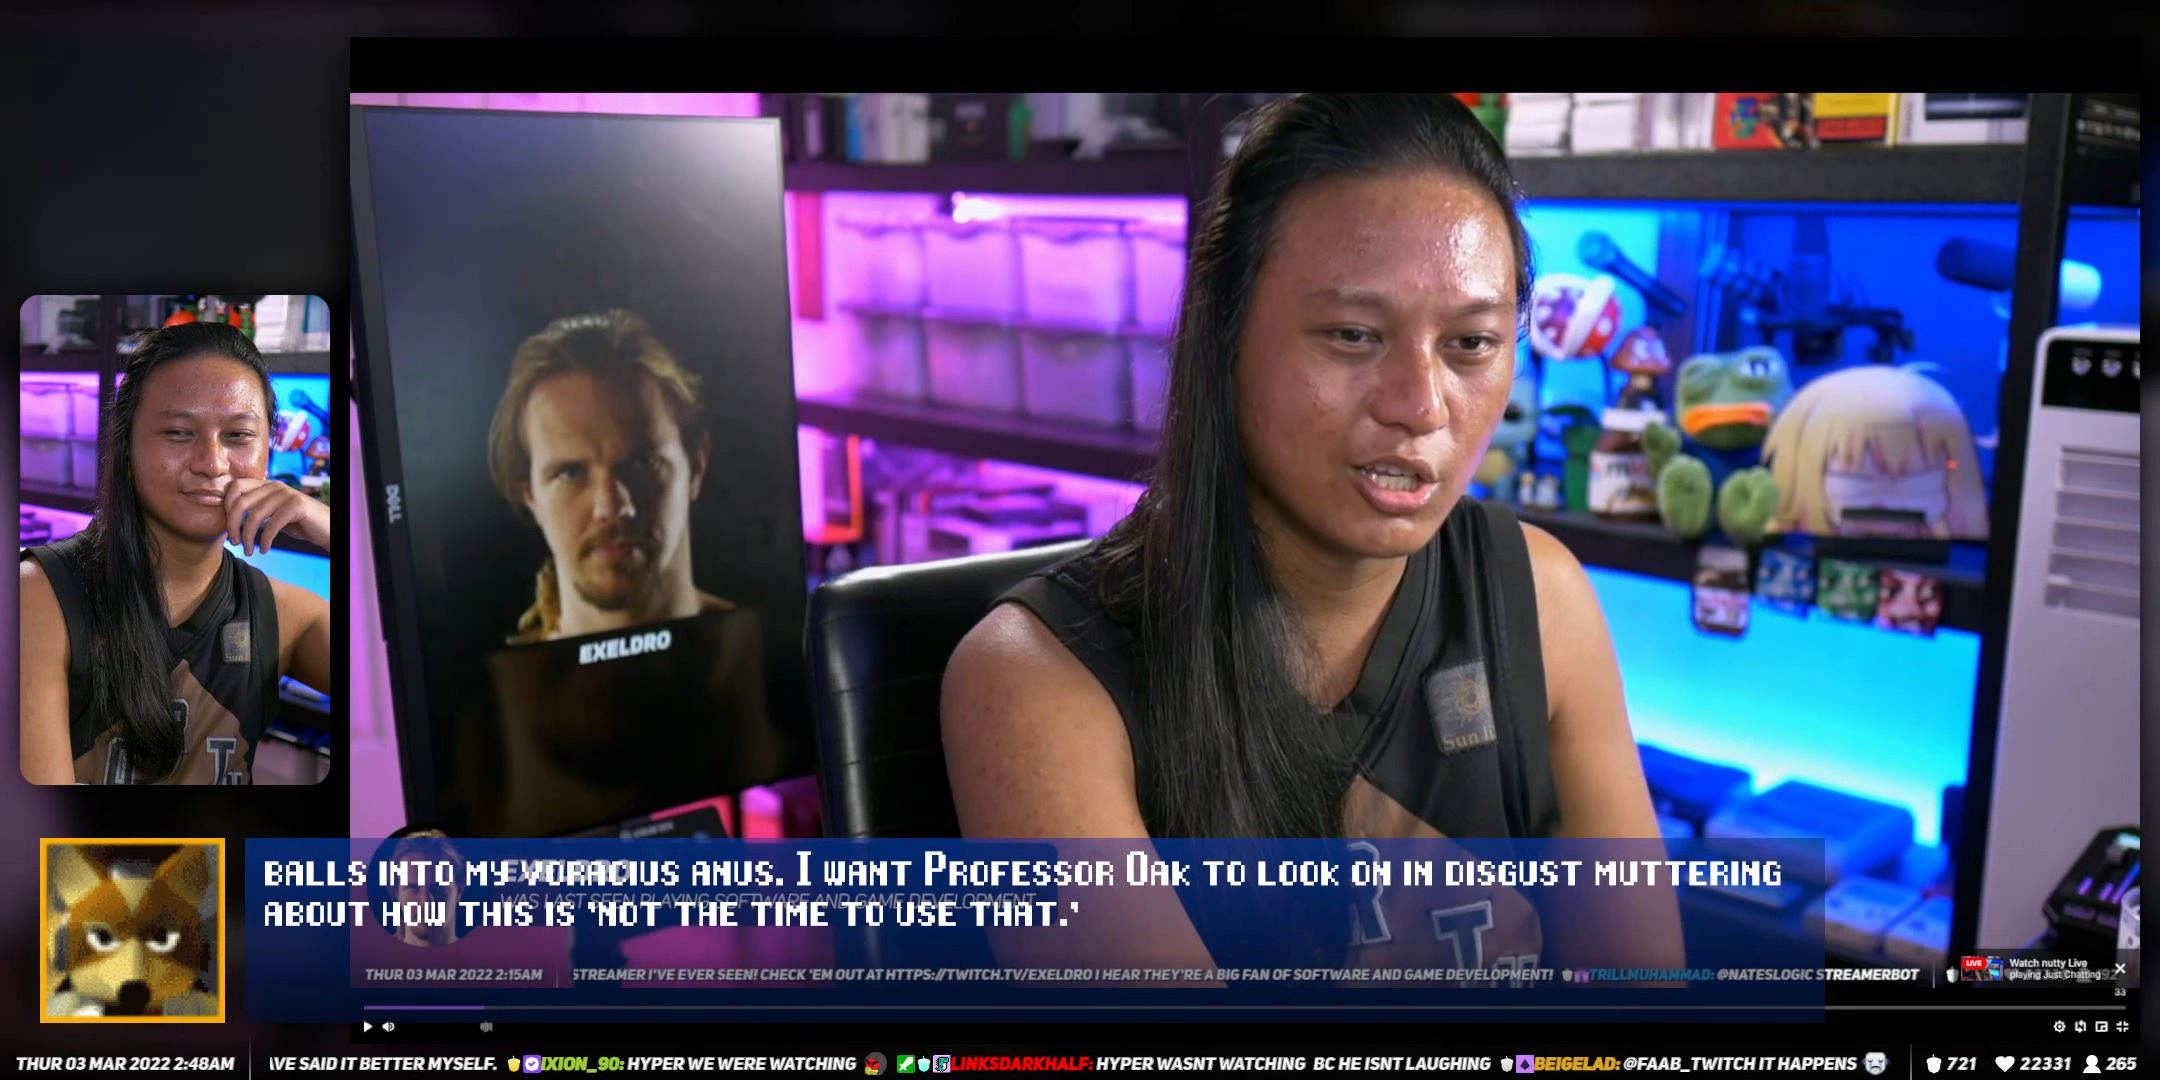 DELL
EXELDRO
Sun
balls into my voracius anus. I want Professor Oak to look on in disgust muttering
about how this is 'not the time to use that.'
EXELDRO
WAS LAST SEEN PLAYING SOFTWARE AND GAME DEVELOPMENT
THUR 03 MAR 2022 2:15AM
STREAMER I'VE EVER SEEN! CHECK 'EM OUT AT HTTPS://TWITCH.TV/EXELDRO I HEAR THEY'RE A BIG FAN OF SOFTWARE AND GAME DEVELOPMENT! TRILLMUHAMMAD: @NATESLOGIC STREAMERBOT
LIVE
Watch nutty Live
playing Just Chatting
33
THUR 03 MAR 2022 2:48AM
AVE SAID IT BETTER MYSELF. IXION_90: HYPER WE WERE WATCHING LINKSDARKHALF: HYPER WASNT WATCHING BC HE ISNT LAUGHING BEIGELAD: @FAAB_TWITCH IT HAPPENS
721 22331 265